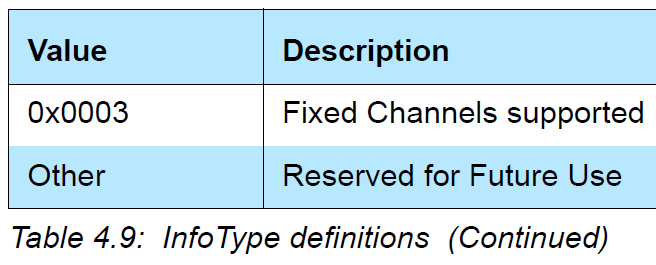 Value Description
0x0003 Fixed Channels supported
Other Reserved for Future Use
Table 4.9: InfoType definitions (Continued)